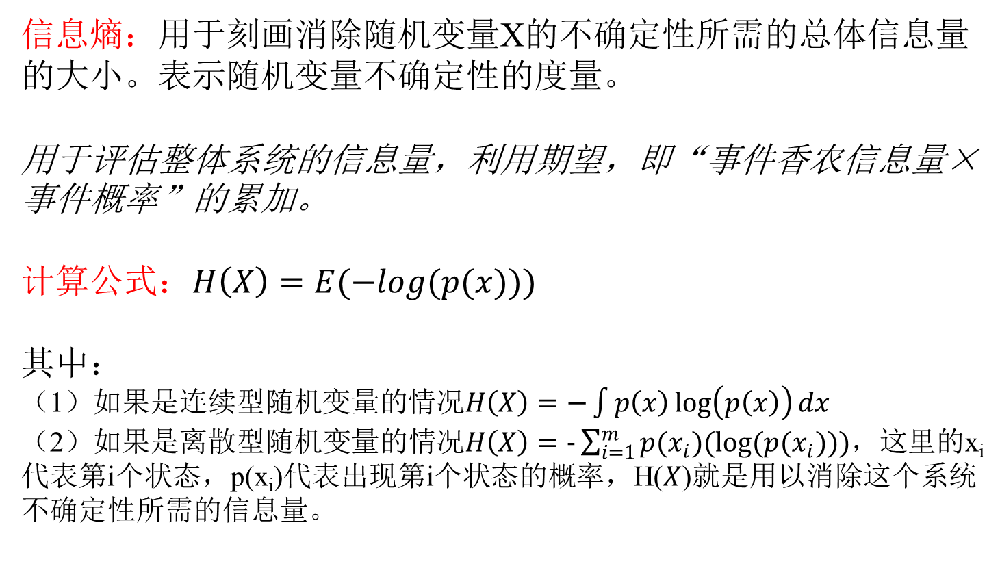 信息熵：用于刻画消除随机变量X的不确定性所需的总体信息量
的大小。表示随机变量不确定性的度量。
用于评估整体系统的信息量，利用期望，即“事件香农信息量×
事件概率”的累加。
计算公式：H(X) = E(−log(p(x)))
其中：
（1）如果是连续型随机变量的情况H(X) = − ∫ p(x) log(p(x)) dx
（2）如果是离散型随机变量的情况H(X) = - ∑_{i=1}^{m} p(x_i)(log(p(x_i)))，这里的x_i
代表第i个状态，p(x_i)代表出现第i个状态的概率，H(X)就是用以消除这个系统
不确定性所需的信息量。